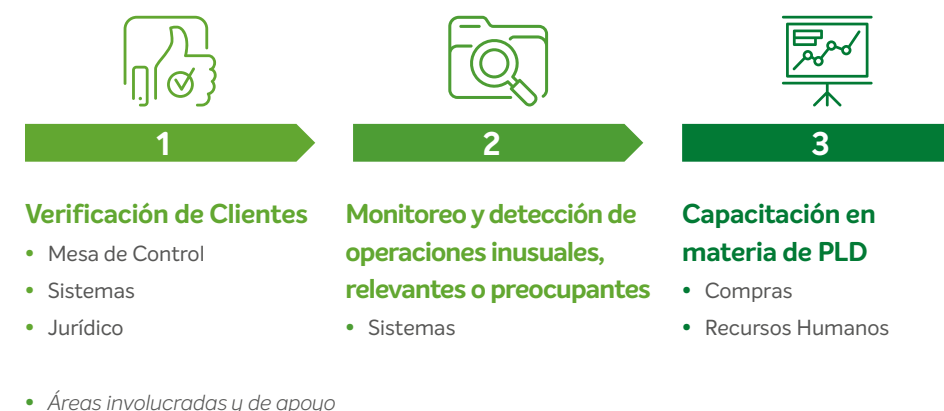 1
2
3
Verificación de Clientes
• Mesa de Control
• Sistemas
• Jurídico
Monitoreo y detección de
operaciones inusuales,
relevantes o preocupantes
• Sistemas
Capacitación en
materia de PLD
• Compras
• Recursos Humanos
• Áreas involucradas y de apoyo